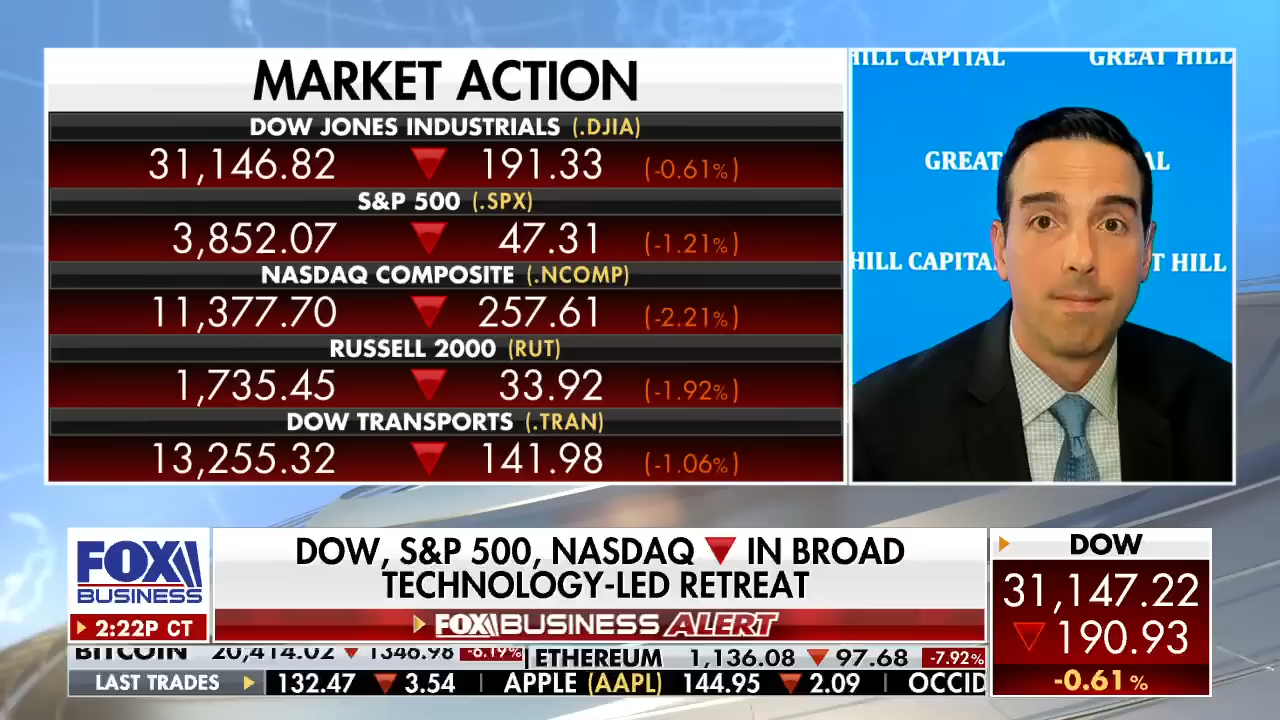 MARKET ACTION
DOW JONES INDUSTRIALS (.DJIA)
31,146.82 ▼ 191.33 (-0.61%)
S&P 500 (.SPX)
3,852.07 ▼ 47.31 (-1.21%)
NASDAQ COMPOSITE (.NCOMP)
11,377.70 ▼ 257.61 (-2.21%)
RUSSELL 2000 (RUT)
1,735.45 ▼ 33.92 (-1.92%)
DOW TRANSPORTS (.TRAN)
13,255.32 ▼ 141.98 (-1.06%)
HILL CAPITAL GREAT HILL
GREAT AL
HILL CAPITA T HILL
FOX BUSINESS
2:22P CT
DOW, S&P 500, NASDAQ ▼ IN BROAD
TECHNOLOGY-LED RETREAT
FOX BUSINESS ALERT
DOW
31,147.22
▼ 190.93
-0.61%
BITCOIN 20,414.02 ▼ 1346.98 -6.19% ETHEREUM 1,136.08 ▼ 97.68 -7.92%
LAST TRADES 132.47 ▼ 3.54 | APPLE (AAPL) 144.95 ▼ 2.09 | OCCID